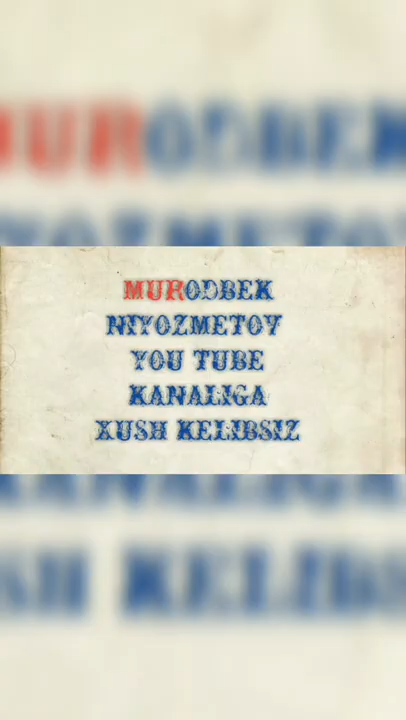 MURODBEK
NIYOZMETOV
YOU TUBE
KANALIGA
XUSH KELIBSIZ